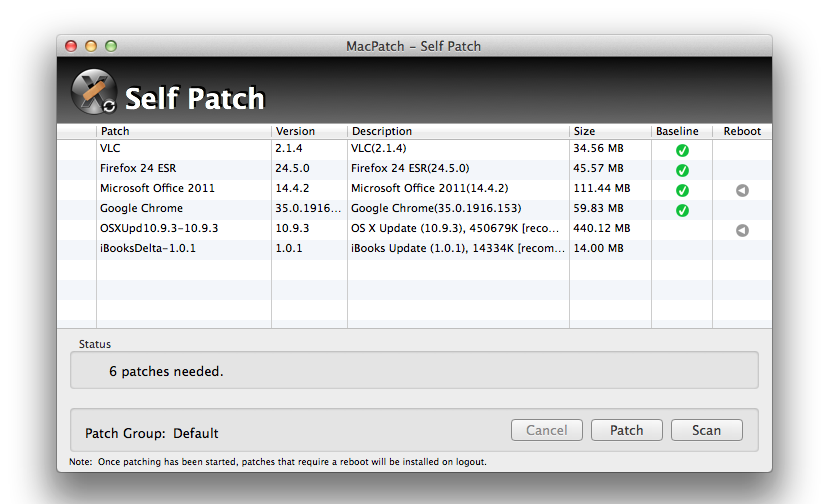 MacPatch - Self Patch
Self Patch
Patch Version Description Size Baseline Reboot
VLC 2.1.4 VLC(2.1.4) 34.56 MB
Firefox 24 ESR 24.5.0 Firefox 24 ESR(24.5.0) 45.57 MB
Microsoft Office 2011 14.4.2 Microsoft Office 2011(14.4.2) 111.44 MB
Google Chrome 35.0.1916... Google Chrome(35.0.1916.153) 59.83 MB
OSXUpd10.9.3-10.9.3 10.9.3 OS X Update (10.9.3), 450679K [reco... 440.12 MB
iBooksDelta-1.0.1 1.0.1 iBooks Update (1.0.1), 14334K [recom... 14.00 MB
Status
6 patches needed.
Patch Group: Default Cancel Patch Scan
Note: Once patching has been started, patches that require a reboot will be installed on logout.